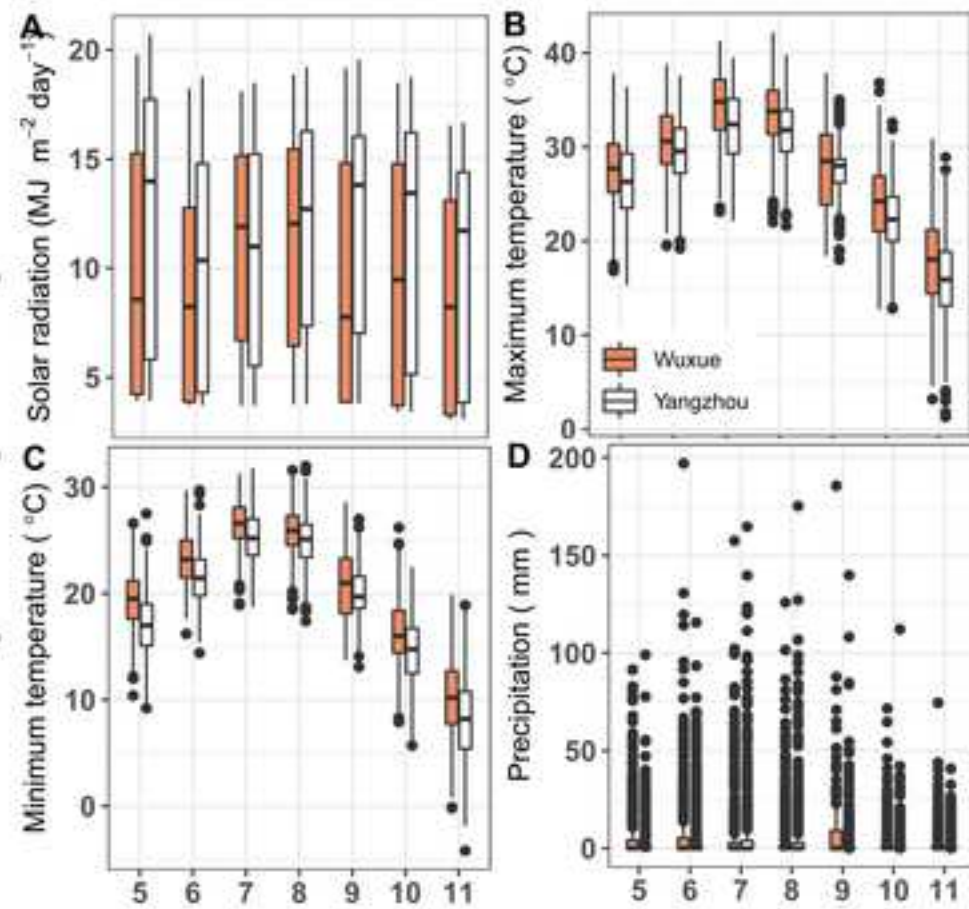 A
Solar radiation (MJ m⁻² day⁻¹)
20
15
10
5
B
Maximum temperature ( °C)
40
30
20
10
0
Wuxue
Yangzhou
C
Minimum temperature ( °C)
30
20
10
0
5 6 7 8 9 10 11
D
Precipitation ( mm )
200
150
100
50
0
5 6 7 8 9 10 11